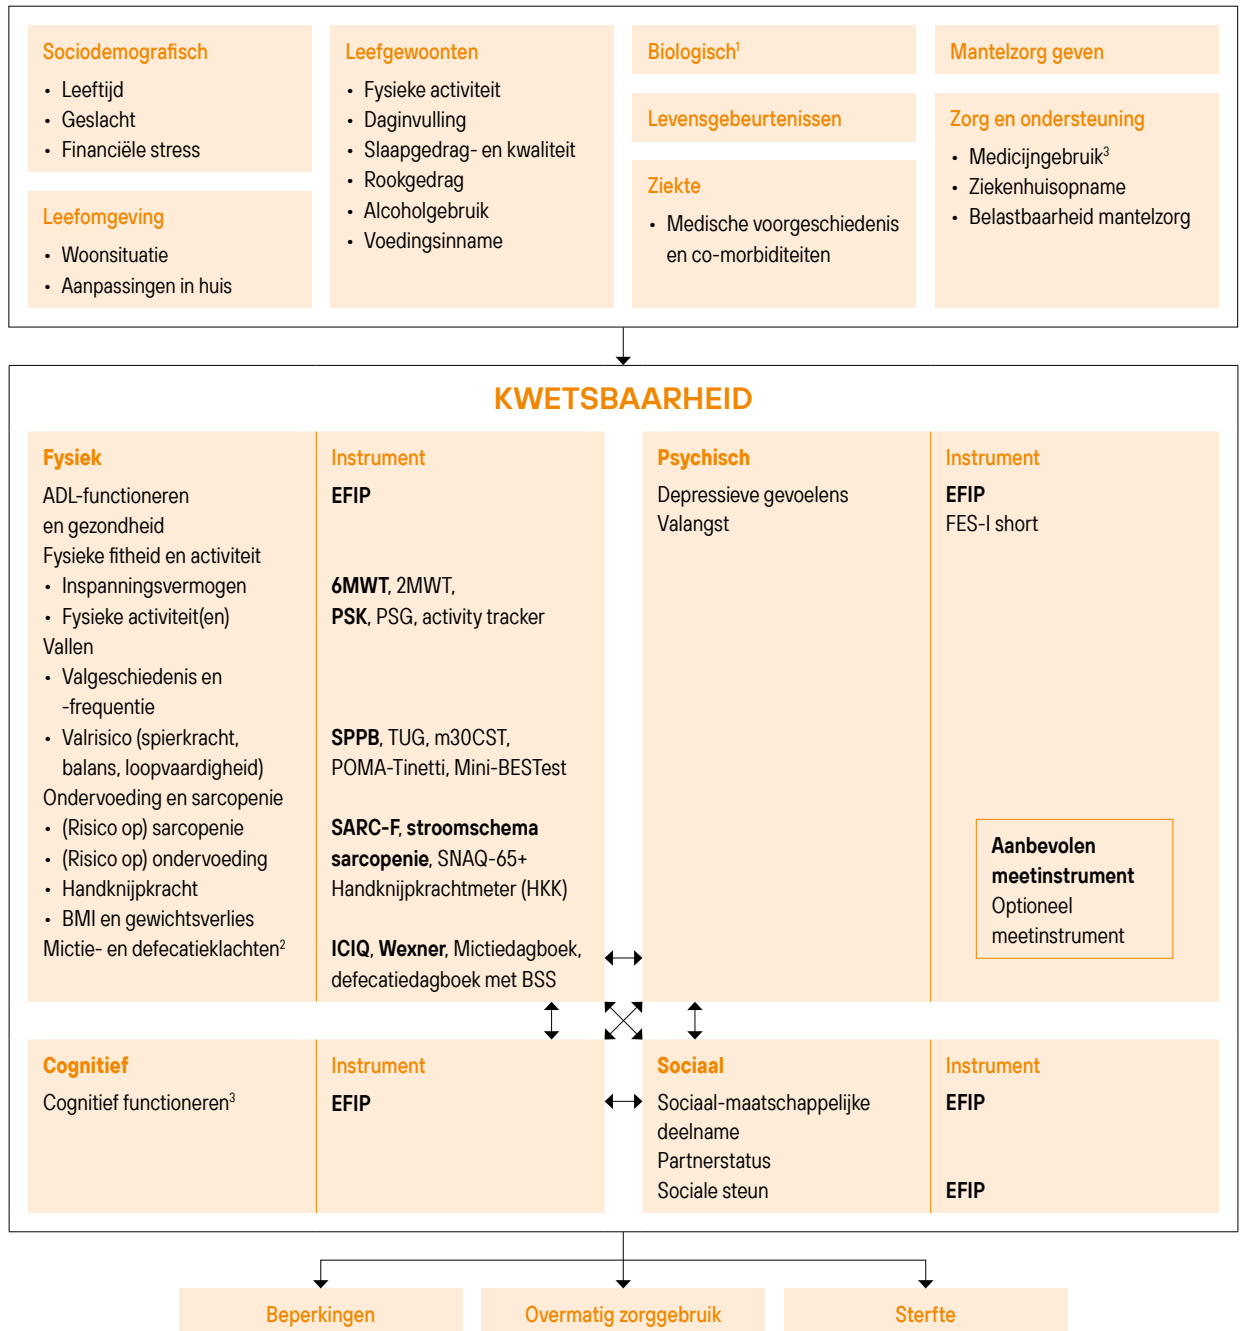 Sociodemografisch
• Leeftijd
• Geslacht
• Financiële stress
Leefomgeving
• Woonsituatie
• Aanpassingen in huis
Leefgewoonten
• Fysieke activiteit
• Daginvulling
• Slaapgedrag- en kwaliteit
• Rookgedrag
• Alcoholgebruik
• Voedingsinname
Biologisch¹
Levensgebeurtenissen
Ziekte
• Medische voorgeschiedenis
en co-morbiditeiten
Mantelzorg geven
Zorg en ondersteuning
• Medicijngebruik³
• Ziekenhuisopname
• Belastbaarheid mantelzorg
KWETSBAARHEID
Fysiek
Instrument
ADL-functioneren
EFIP
en gezondheid
Fysieke fitheid en activiteit
• Inspanningsvermogen
6MWT, 2MWT,
• Fysieke activiteit(en)
PSK, PSG, activity tracker
Vallen
• Valgeschiedenis en
-frequentie
• Valrisico (spierkracht,
SPPB, TUG, m30CST,
balans, loopvaardigheid)
POMA-Tinetti, Mini-BESTest
Ondervoeding en sarcopenie
• (Risico op) sarcopenie
SARC-F, stroomschema
• (Risico op) ondervoeding
sarcopenie, SNAQ-65+
• Handknijpkracht
Handknijpkrachtmeter (HKK)
• BMI en gewichtsverlies
Mictie- en defecatieklachten²
ICIQ, Wexner, Mictiedagboek,
defecatiedagboek met BSS
Psychisch
Instrument
Depressieve gevoelens
EFIP
Valangst
FES-I short
Aanbevolen
meetinstrument
Optioneel
meetinstrument
Cognitief
Instrument
Cognitief functioneren³
EFIP
Sociaal
Instrument
Sociaal-maatschappelijke
EFIP
deelname
Partnerstatus
Sociale steun
EFIP
Beperkingen
Overmatig zorggebruik
Sterfte